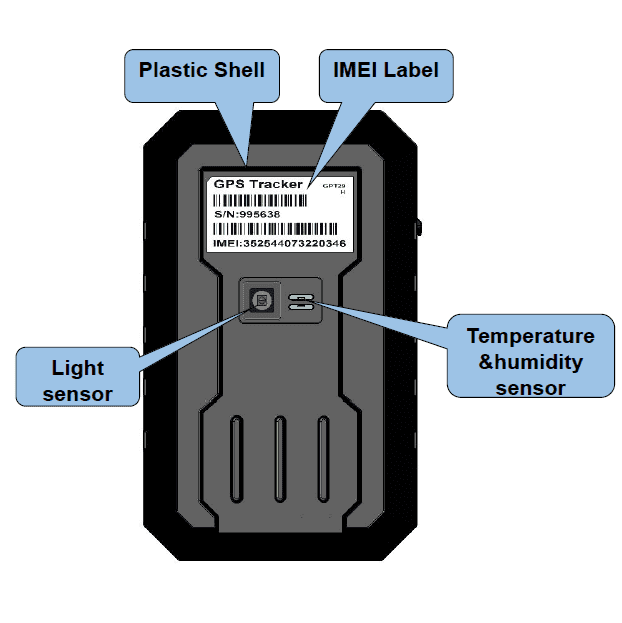 Plastic Shell
IMEI Label
GPS Tracker
GPT29
H
S/N:995638
IMEI:352544073220346
Light
sensor
Temperature
&humidity
sensor